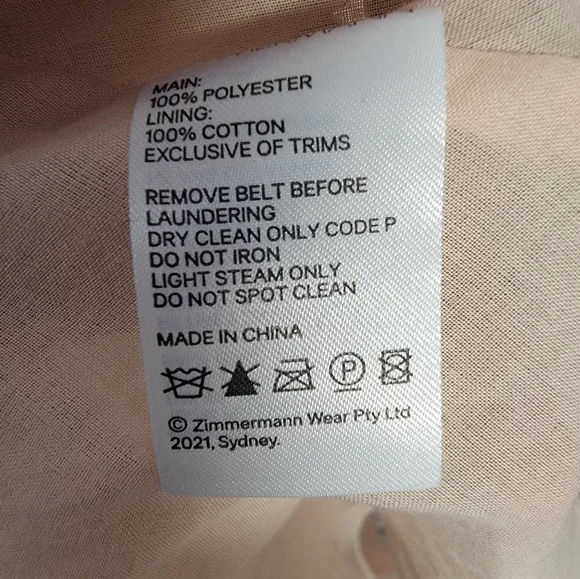 MAIN:
100% POLYESTER
LINING:
100% COTTON
EXCLUSIVE OF TRIMS
REMOVE BELT BEFORE
LAUNDERING
DRY CLEAN ONLY CODE P
DO NOT IRON
LIGHT STEAM ONLY
DO NOT SPOT CLEAN
MADE IN CHINA
P
© Zimmermann Wear Pty Ltd
2021, Sydney.